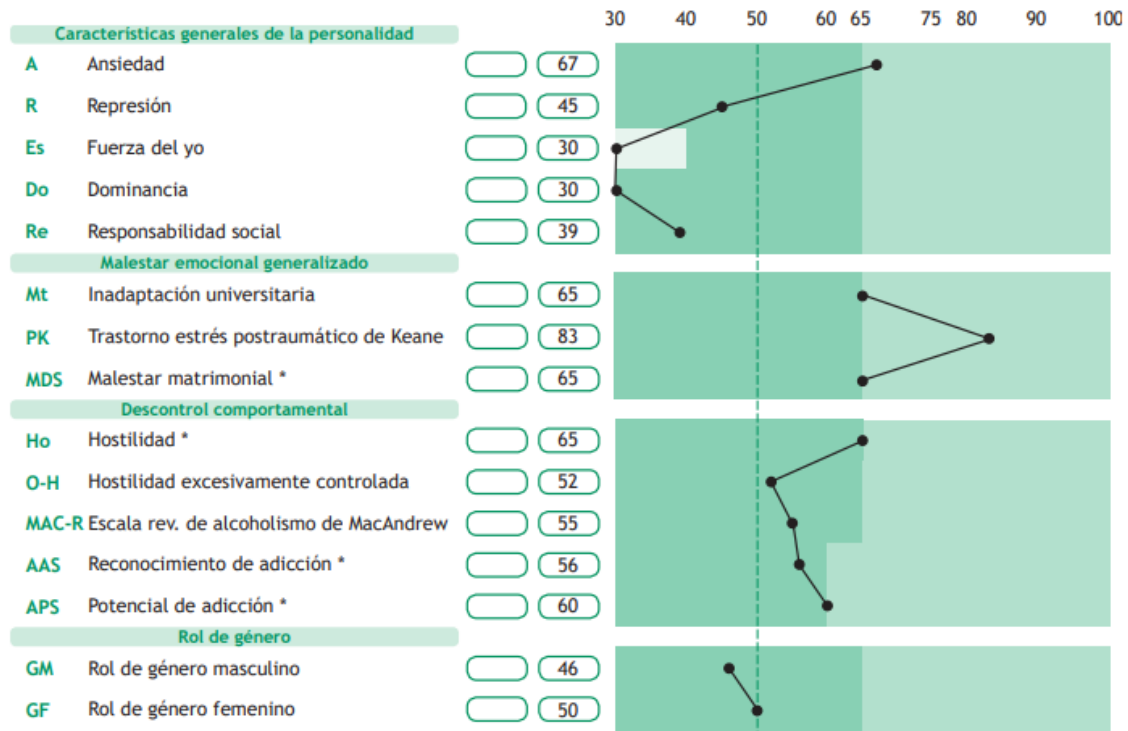 30 40 50 60 65 75 80 90 100
Características generales de la personalidad
A Ansiedad 67
R Represión 45
Es Fuerza del yo 30
Do Dominancia 30
Re Responsabilidad social 39
Malestar emocional generalizado
Mt Inadaptación universitaria 65
PK Trastorno estrés postraumático de Keane 83
MDS Malestar matrimonial * 65
Descontrol comportamental
Ho Hostilidad * 65
O-H Hostilidad excesivamente controlada 52
MAC-R Escala rev. de alcoholismo de MacAndrew 55
AAS Reconocimiento de adicción * 56
APS Potencial de adicción * 60
Rol de género
GM Rol de género masculino 46
GF Rol de género femenino 50